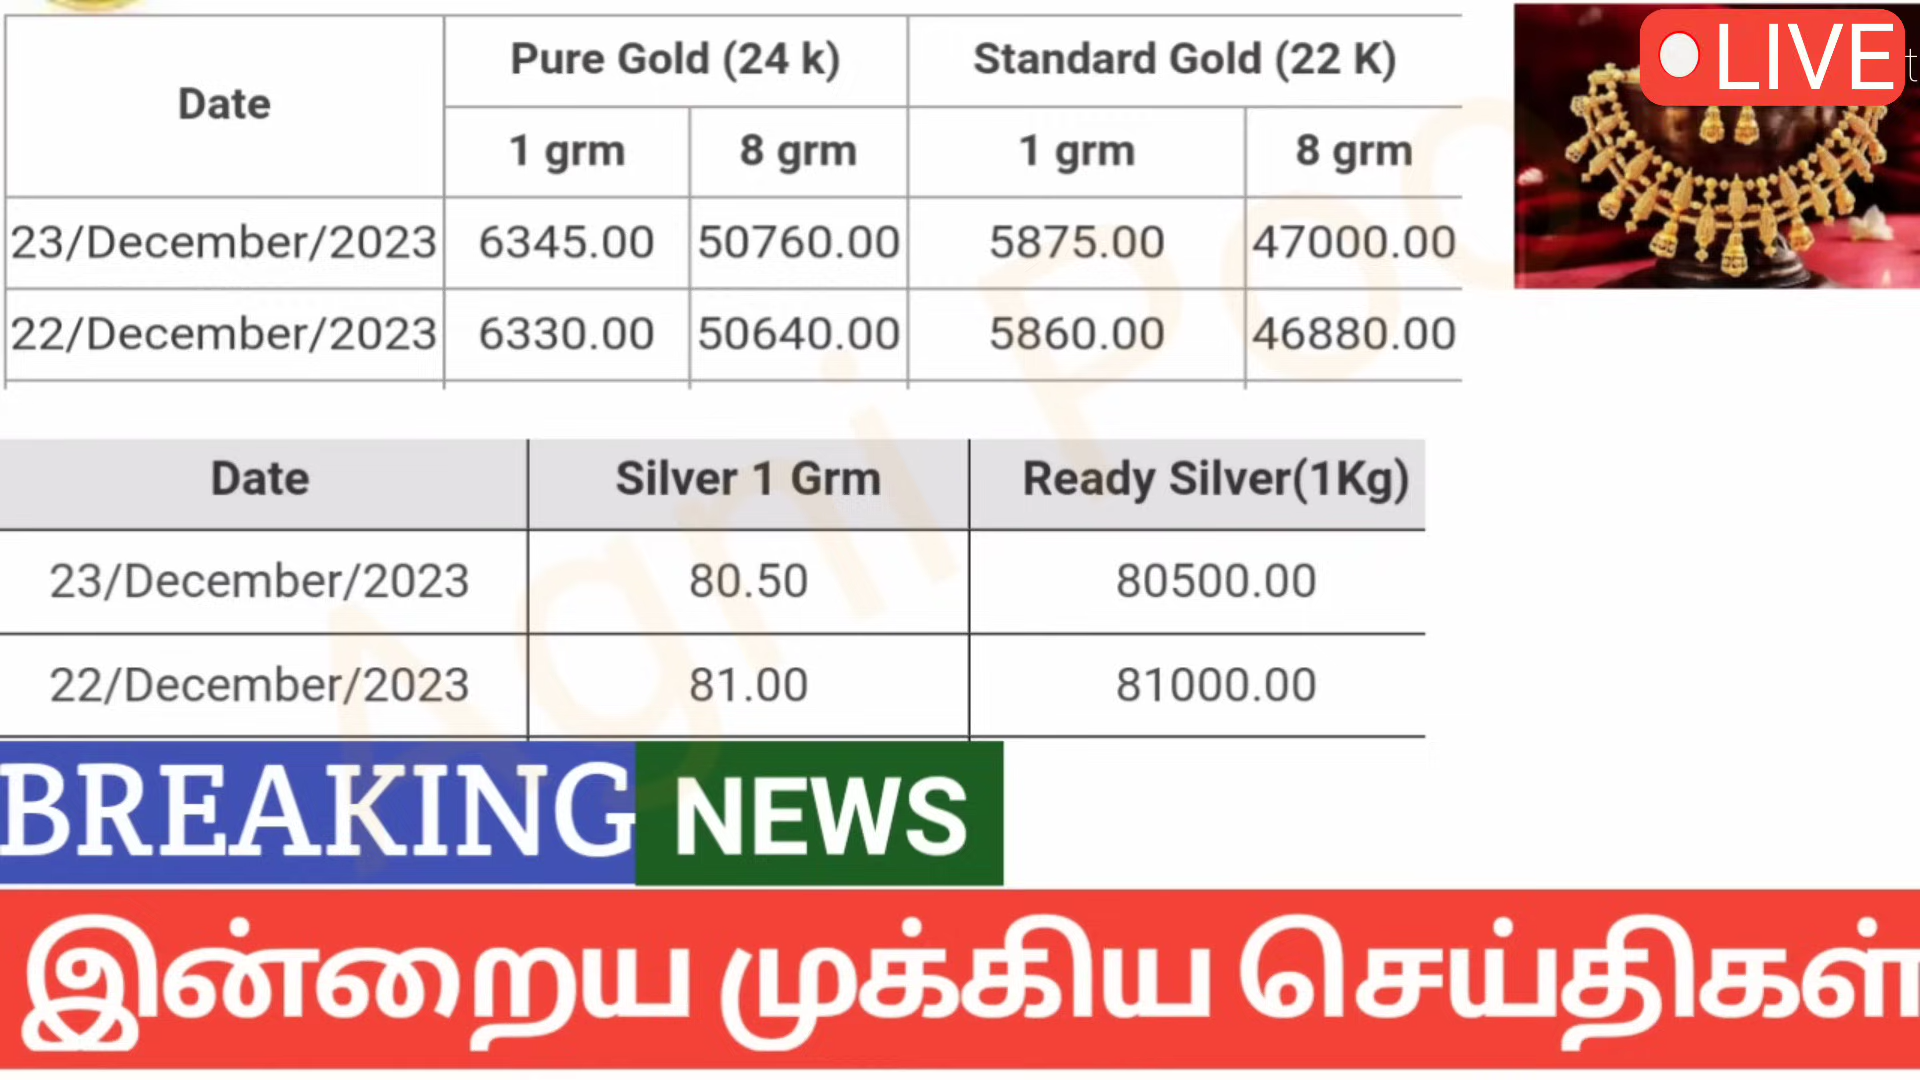 LIVE
Date Pure Gold (24 k) Standard Gold (22 K)
1 grm 8 grm 1 grm 8 grm
23/December/2023 6345.00 50760.00 5875.00 47000.00
22/December/2023 6330.00 50640.00 5860.00 46880.00
Date Silver 1 Grm Ready Silver(1Kg)
23/December/2023 80.50 80500.00
22/December/2023 81.00 81000.00
BREAKING NEWS
இன்றைய முக்கிய செய்திகள்